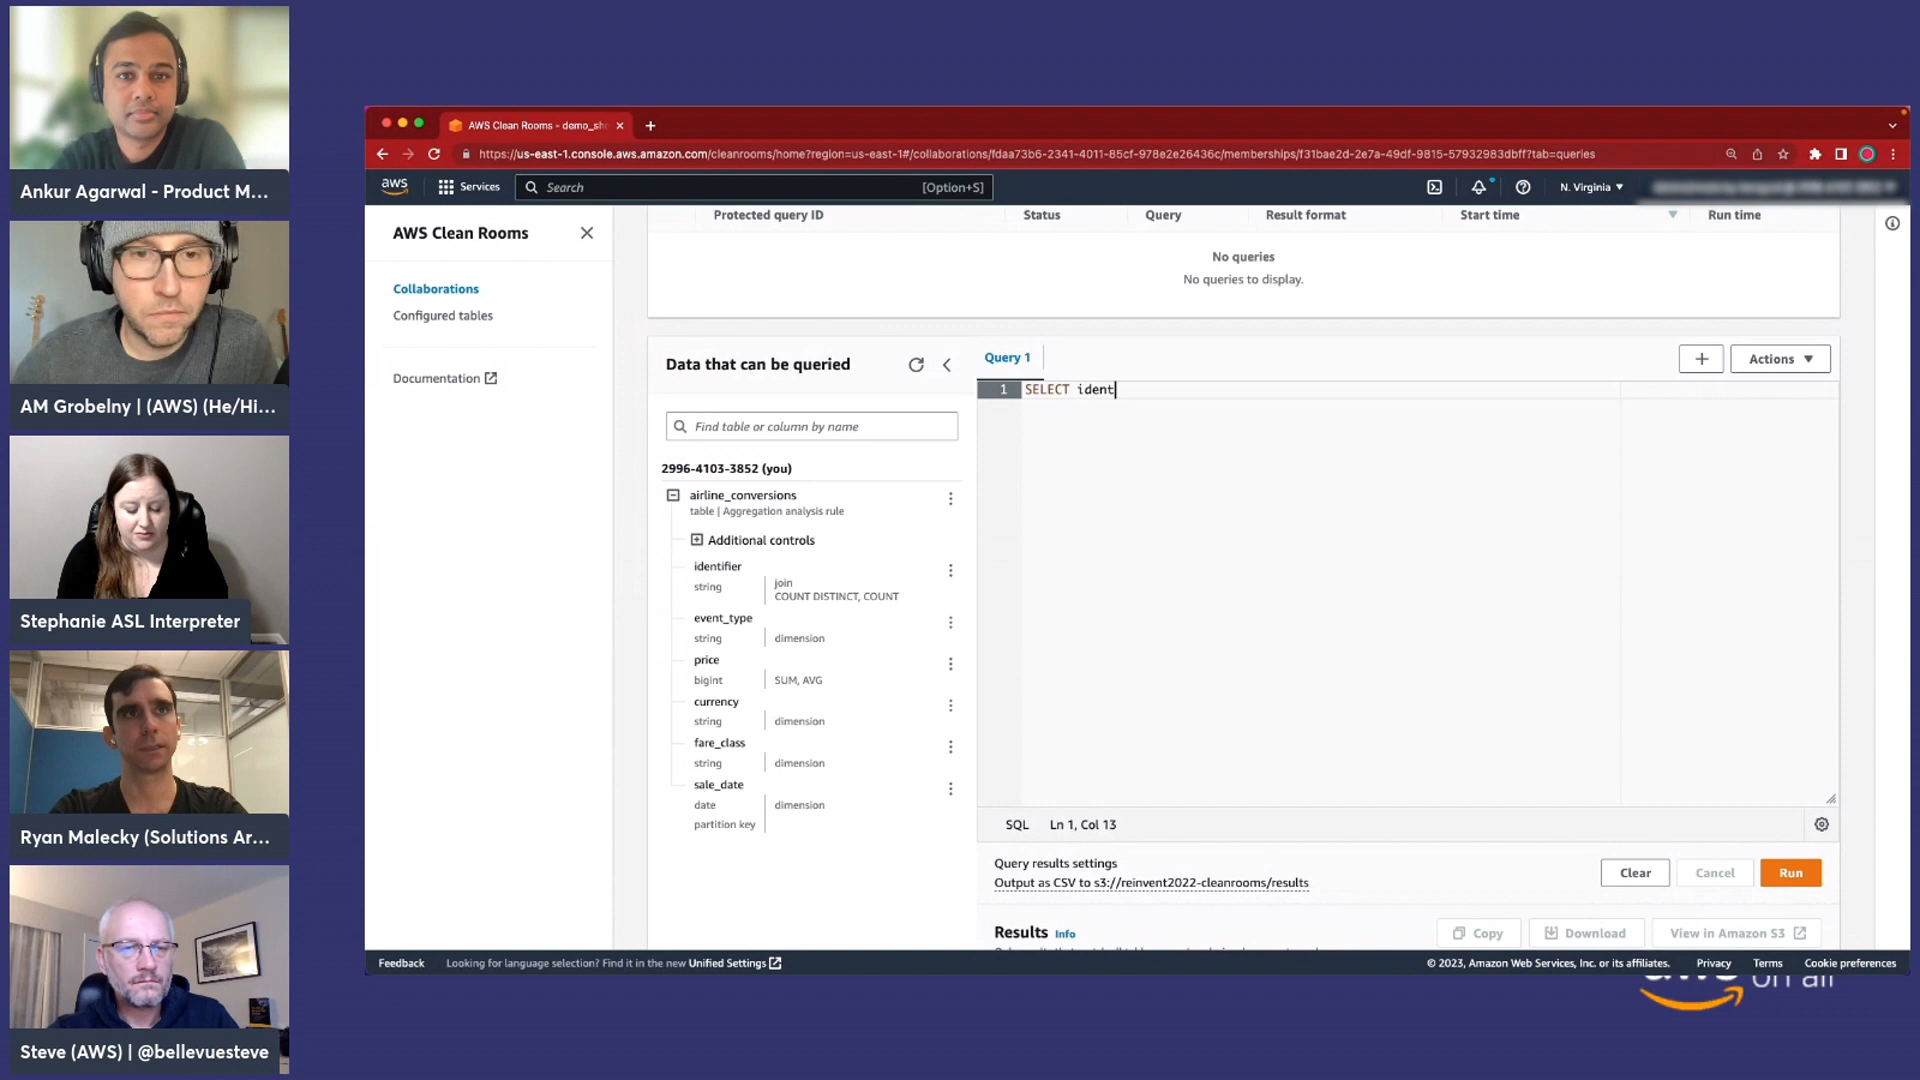 Ankur Agarwal - Product M...
AM Grobelny | (AWS) (He/Hi...
Stephanie ASL Interpreter
Ryan Malecky (Solutions Ar...
Steve (AWS) | @bellevuesteve
AWS Clean Rooms - demo_sh
https://us-east-1.console.aws.amazon.com/cleanrooms/home?region=us-east-1#/collaborations/fdaa73b6-2341-4011-85cf-978e2e26436c/memberships/f31bae2d-2e7a-49df-9815-57932983dbff?tab=queries
aws Services Search [Option+S] N. Virginia
AWS Clean Rooms
Collaborations
Configured tables
Documentation
Protected query ID Status Query Result format Start time Run time
No queries
No queries to display.
Data that can be queried
Find table or column by name
2996-4103-3852 (you)
airline_conversions
table | Aggregation analysis rule
Additional controls
identifier
string join
COUNT DISTINCT, COUNT
event_type
string dimension
price
bigint SUM, AVG
currency
string dimension
fare_class
string dimension
sale_date
date dimension
partition key
Query 1
Actions
1 SELECT ident
SQL Ln 1, Col 13
Query results settings
Output as CSV to s3://reinvent2022-cleanrooms/results
Clear Cancel Run
Results Info
Copy Download View in Amazon S3
Feedback Looking for language selection? Find it in the new Unified Settings
© 2023, Amazon Web Services, Inc. or its affiliates. Privacy Terms Cookie preferences
aws on air